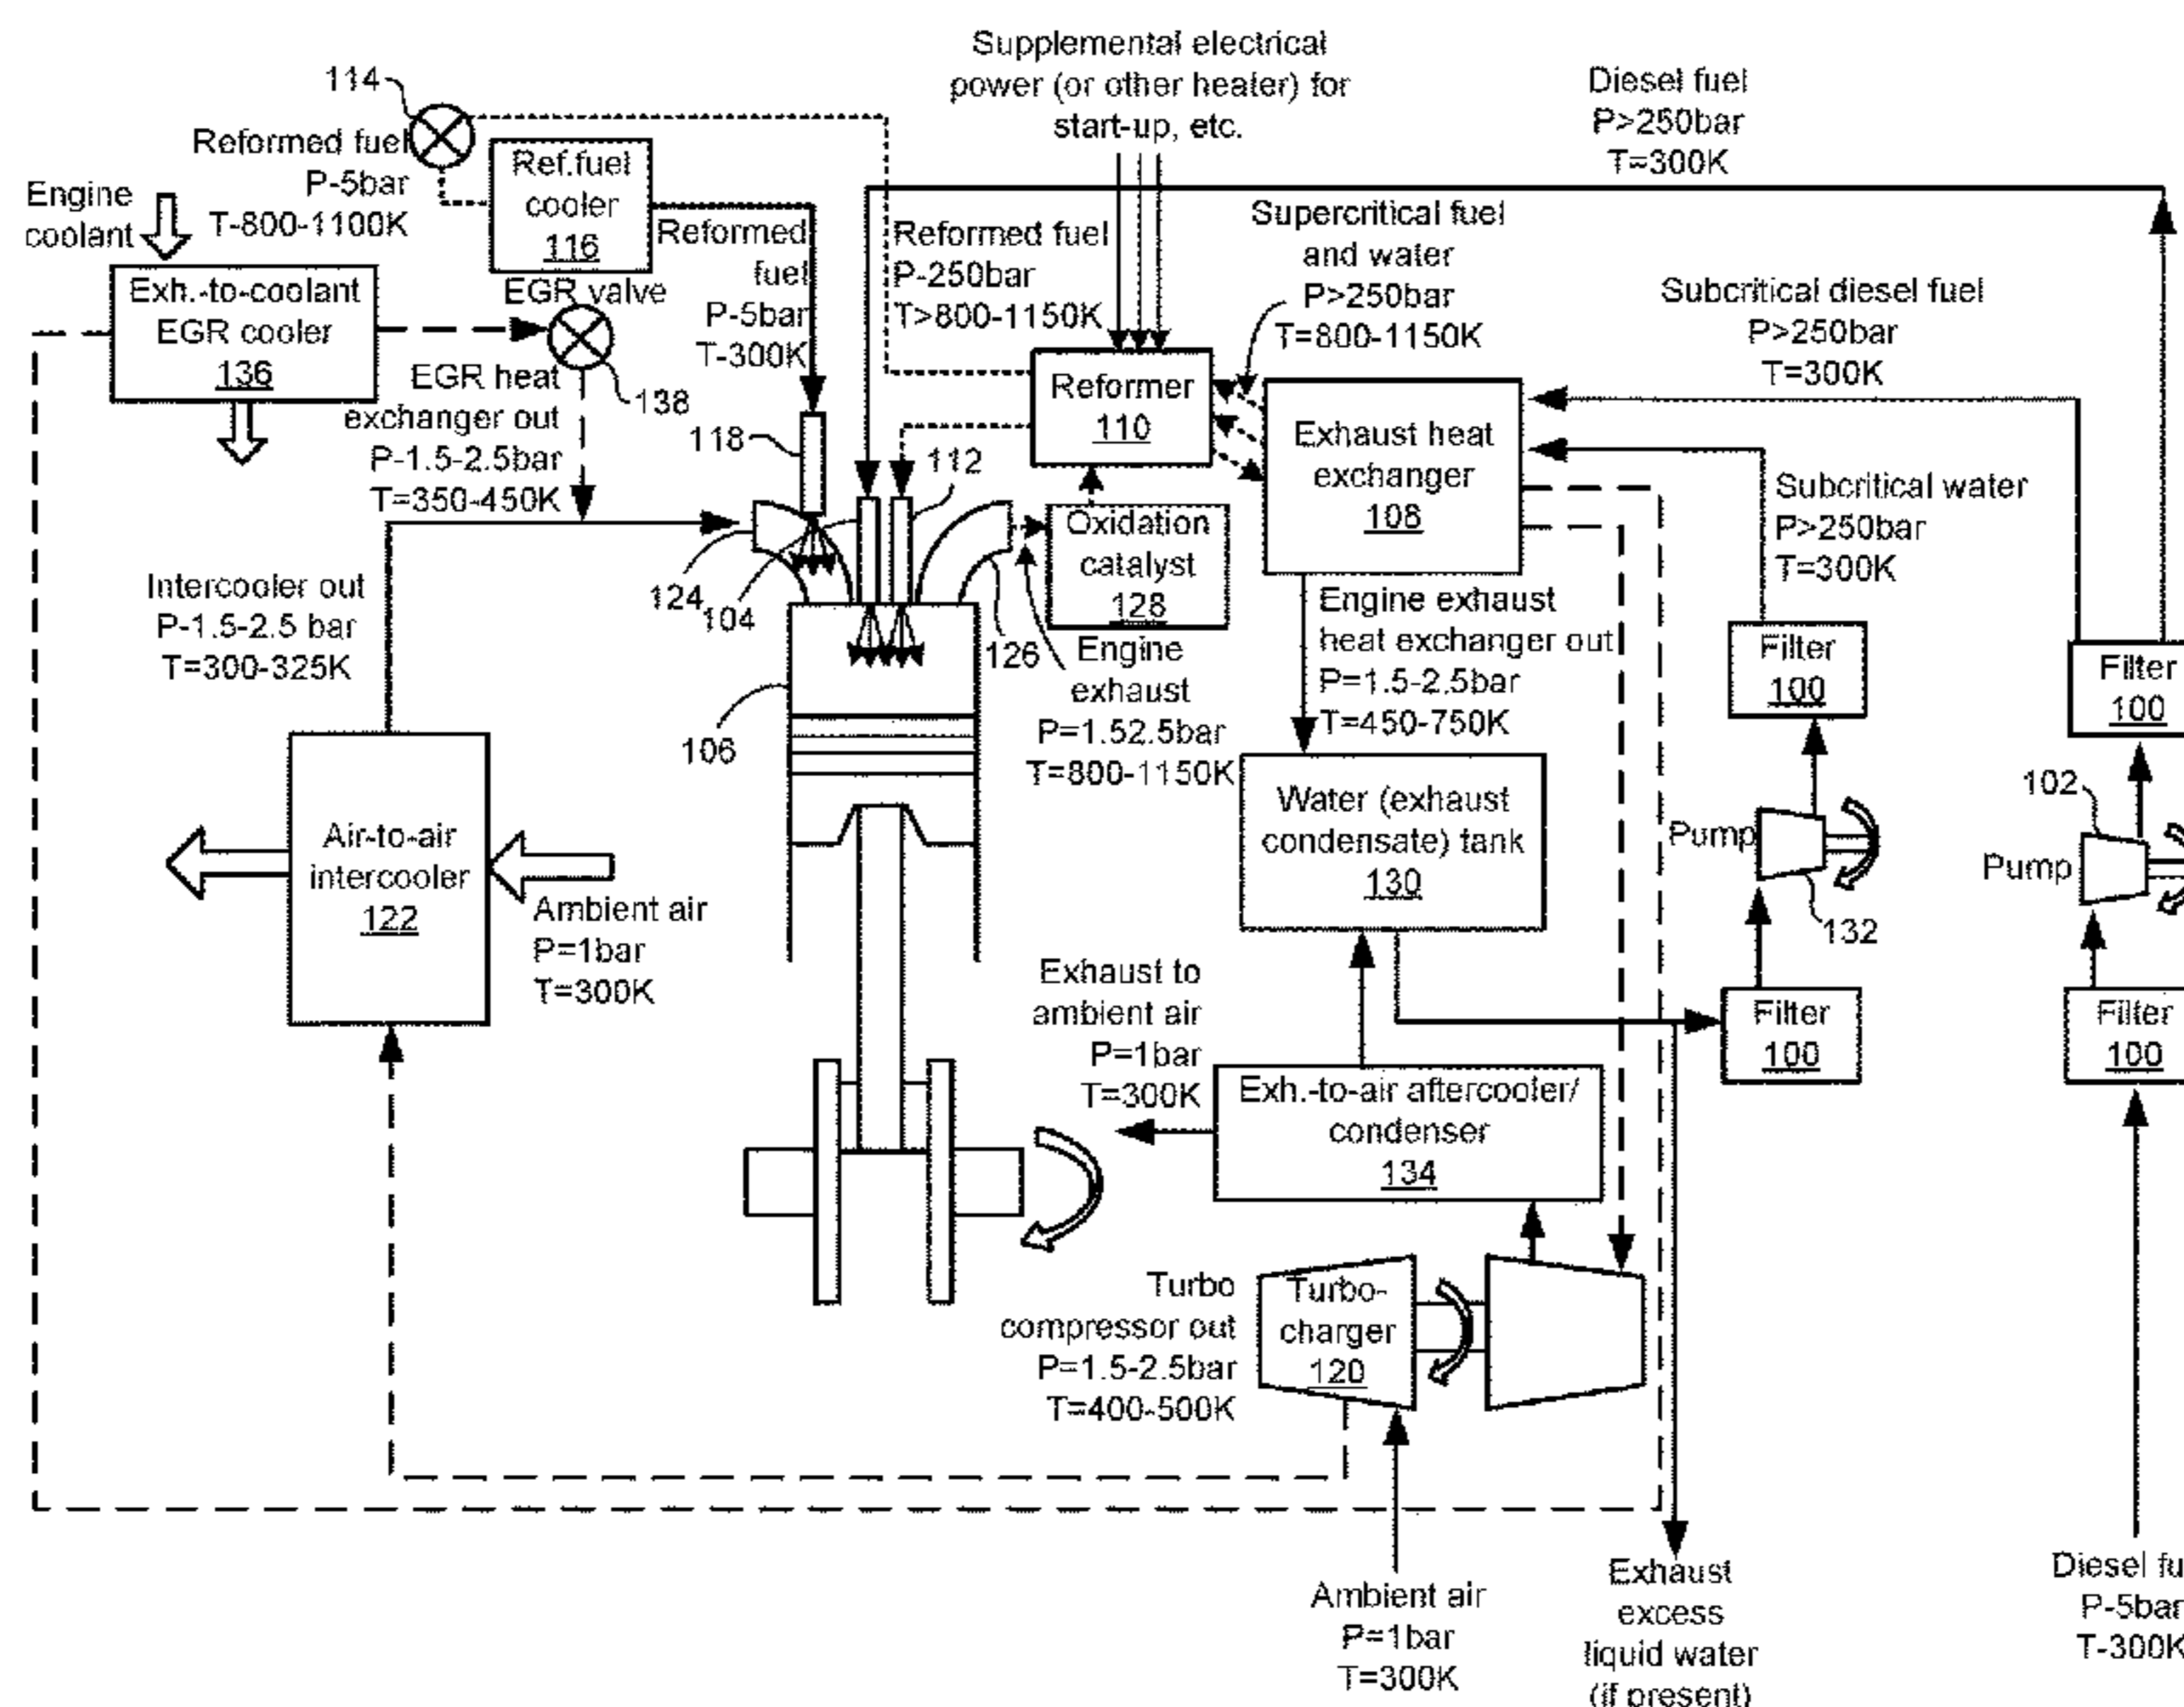 Supplemental electrical
power (or other heater) for
start-up, etc.
114
Reformed fuel
P-5bar
T-800-1100K
Ref.fuel
cooler
116
Diesel fuel
P>250bar
T=300K
Engine
coolant
Reformed
fuel
P-5bar
T-300K
Reformed fuel
P-250bar
T>800-1150K
Supercritical fuel
and water
P>250bar
T=800-1150K
Subcritical diesel fuel
P>250bar
T=300K
Exh.-to-coolant
EGR cooler
136
EGR valve
138
EGR heat
exchanger out
P-1.5-2.5bar
T=350-450K
118
112
Reformer
110
Exhaust heat
exchanger
108
Subcritical water
P>250bar
T=300K
124
104
126
Oxidation
catalyst
128
Intercooler out
P-1.5-2.5 bar
T=300-325K
Engine
exhaust
P=1.52.5bar
T=800-1150K
Engine exhaust
heat exchanger out
P=1.5-2.5bar
T=450-750K
Filter
100
Filter
100
106
Air-to-air
intercooler
122
Ambient air
P=1bar
T=300K
Water (exhaust
condensate) tank
130
Pump
132
102
Pump
Exhaust to
ambient air
P=1bar
T=300K
Filter
100
Filter
100
Exh.-to-air aftercooler/
condenser
134
Turbo
compressor out
P=1.5-2.5bar
T=400-500K
Turbo-
charger
120
Ambient air
P=1bar
T=300K
Exhaust
excess
liquid water
(if present)
Diesel fu
P-5bar
T-300K